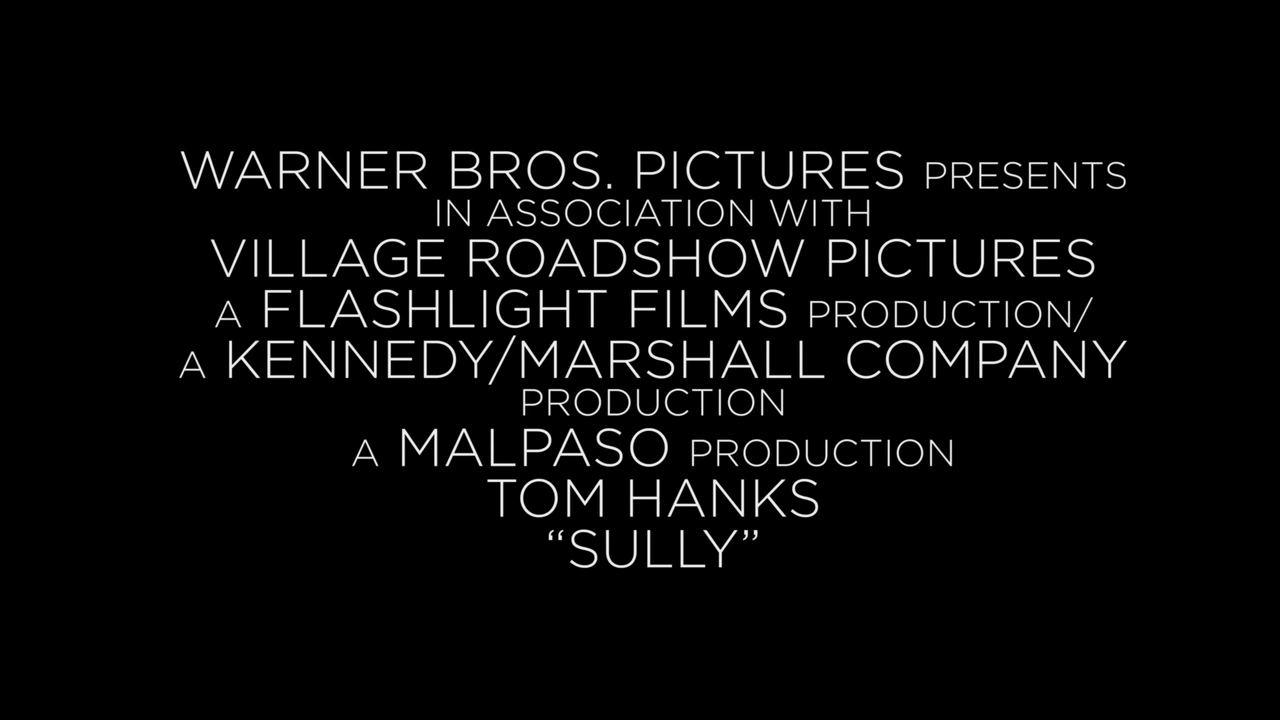 WARNER BROS. PICTURES PRESENTS
IN ASSOCIATION WITH
VILLAGE ROADSHOW PICTURES
A FLASHLIGHT FILMS PRODUCTION/
A KENNEDY/MARSHALL COMPANY
PRODUCTION
A MALPASO PRODUCTION
TOM HANKS
“SULLY”